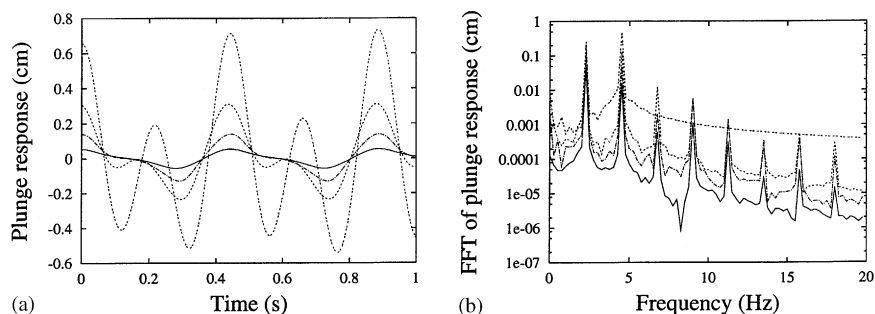 Plunge response (cm)
0.8
0.6
0.4
0.2
0
-0.2
-0.4
-0.6
0
0.2
0.4
0.6
0.8
1
(a)
Time (s)
FFT of plunge response (cm)
1
0.1
0.01
0.001
0.0001
1e-05
1e-06
1e-07
0
5
10
15
20
(b)
Frequency (Hz)